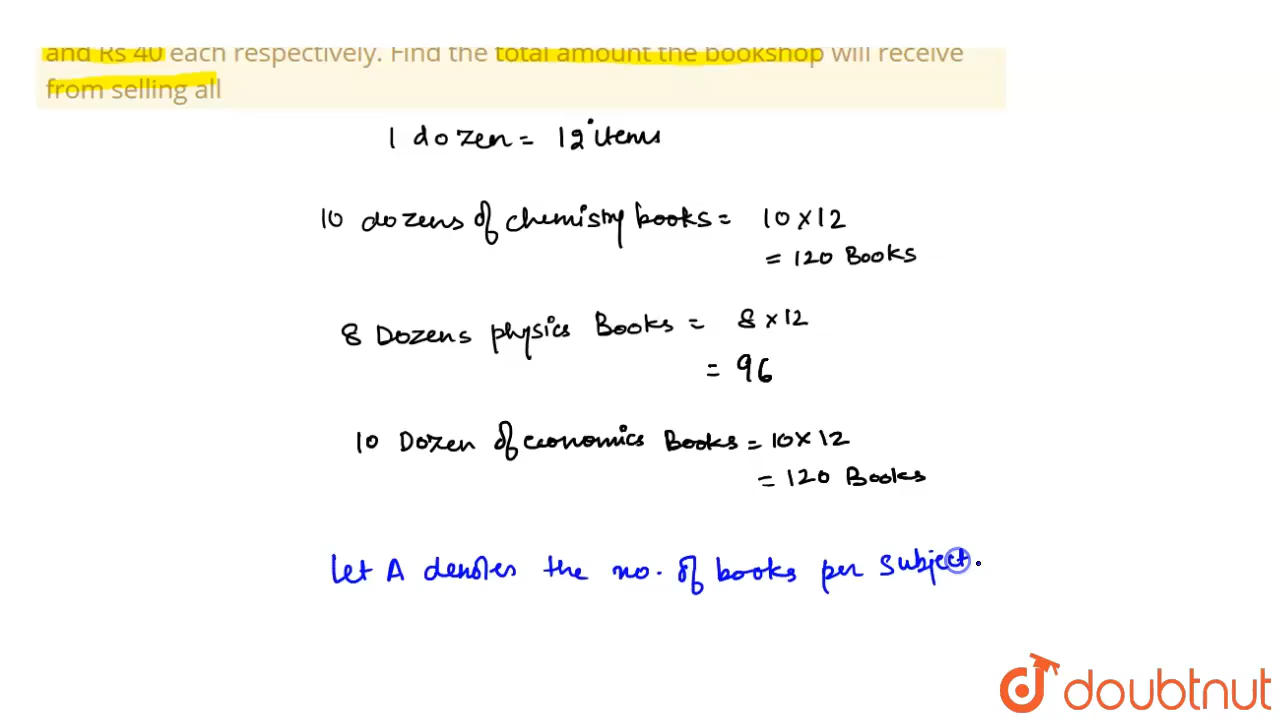 and Rs 40 each respectively. Find the total amount the bookshop will receive
from selling all
1 dozen = 12 items
10 dozens of chemistry books = 10 x 12
= 120 Books
8 Dozens physics Books = 8 x 12
= 96
10 Dozen of economics Books = 10 x 12
= 120 Books
Let A denotes the no. of books per subject.
doubtnut